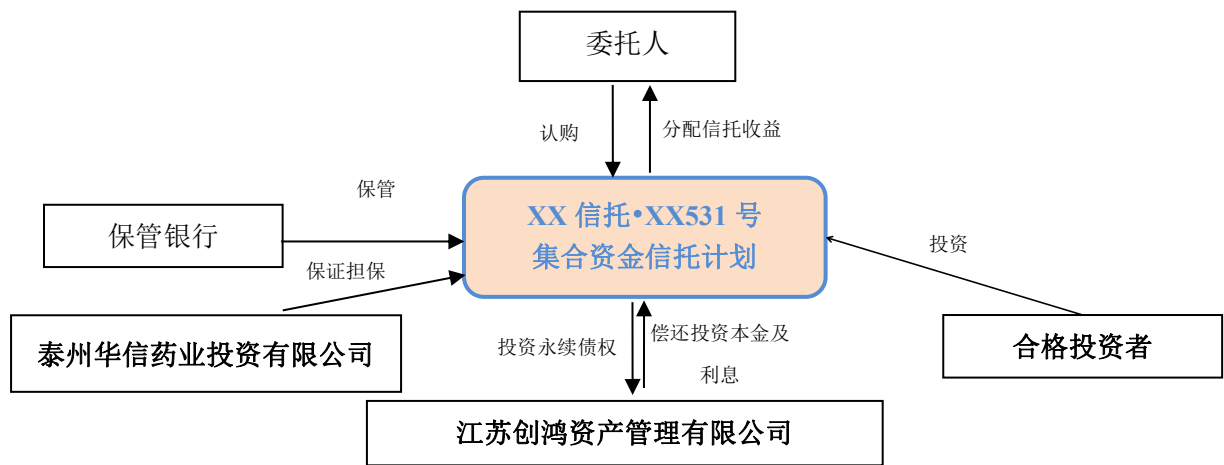 委托人
认购
分配信托收益
保管
保管银行
XX 信托•XX531 号
集合资金信托计划
投资
保证担保
泰州华信药业投资有限公司
投资永续债权
偿还投资本金及
利息
合格投资者
江苏创鸿资产管理有限公司